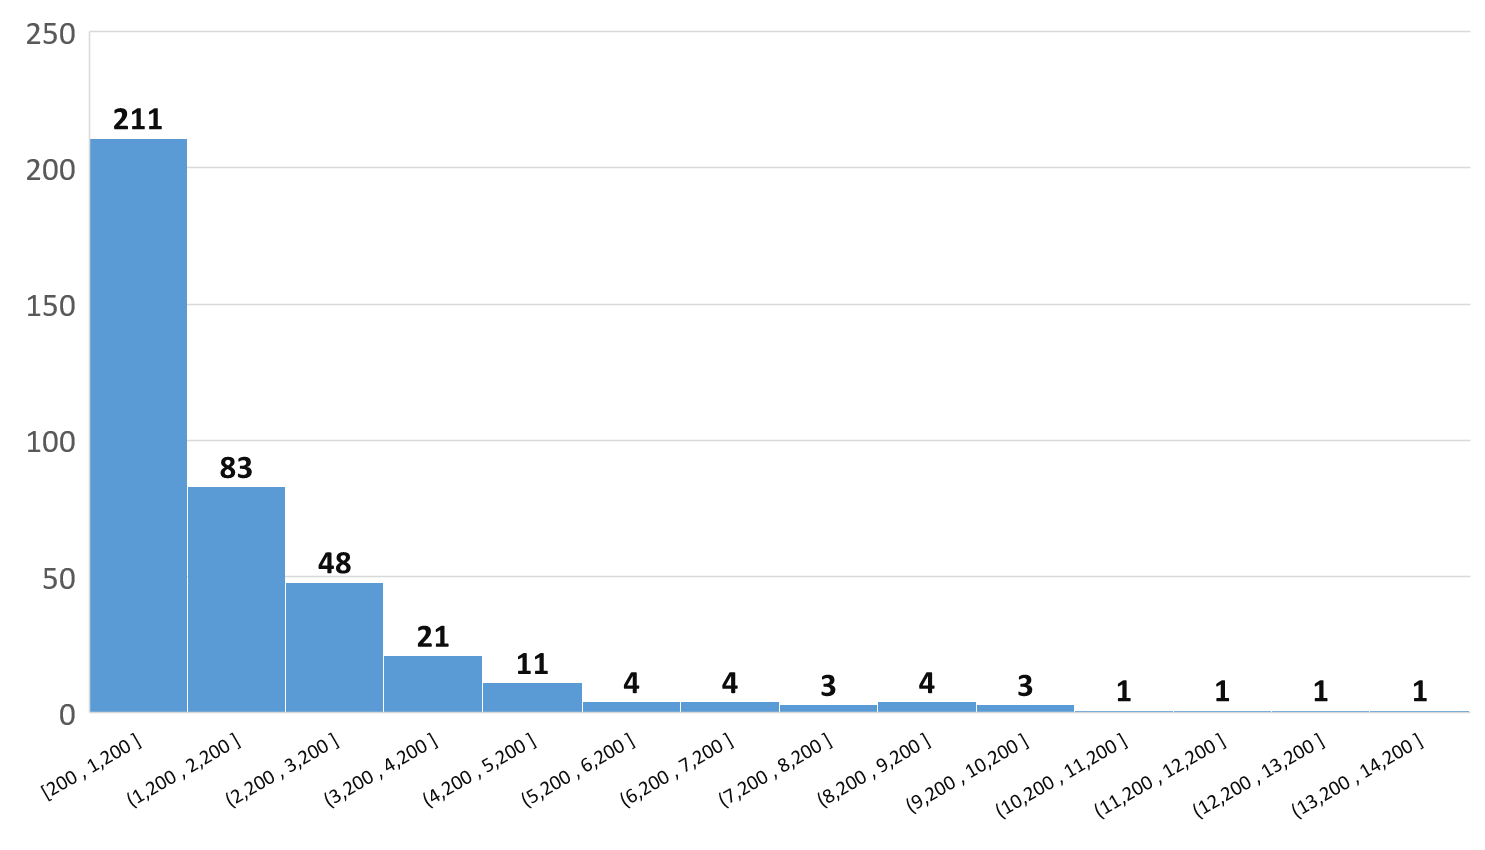 250
200
150
100
50
0
211
83
48
21
11
4
4
3
4
3
1
1
1
1
[200 , 1,200 ]
(1,200 , 2,200 ]
(2,200 , 3,200 ]
(3,200 , 4,200 ]
(4,200 , 5,200 ]
(5,200 , 6,200 ]
(6,200 , 7,200 ]
(7,200 , 8,200 ]
(8,200 , 9,200 ]
(9,200 , 10,200 ]
(10,200 , 11,200 ]
(11,200 , 12,200 ]
(12,200 , 13,200 ]
(13,200 , 14,200 ]